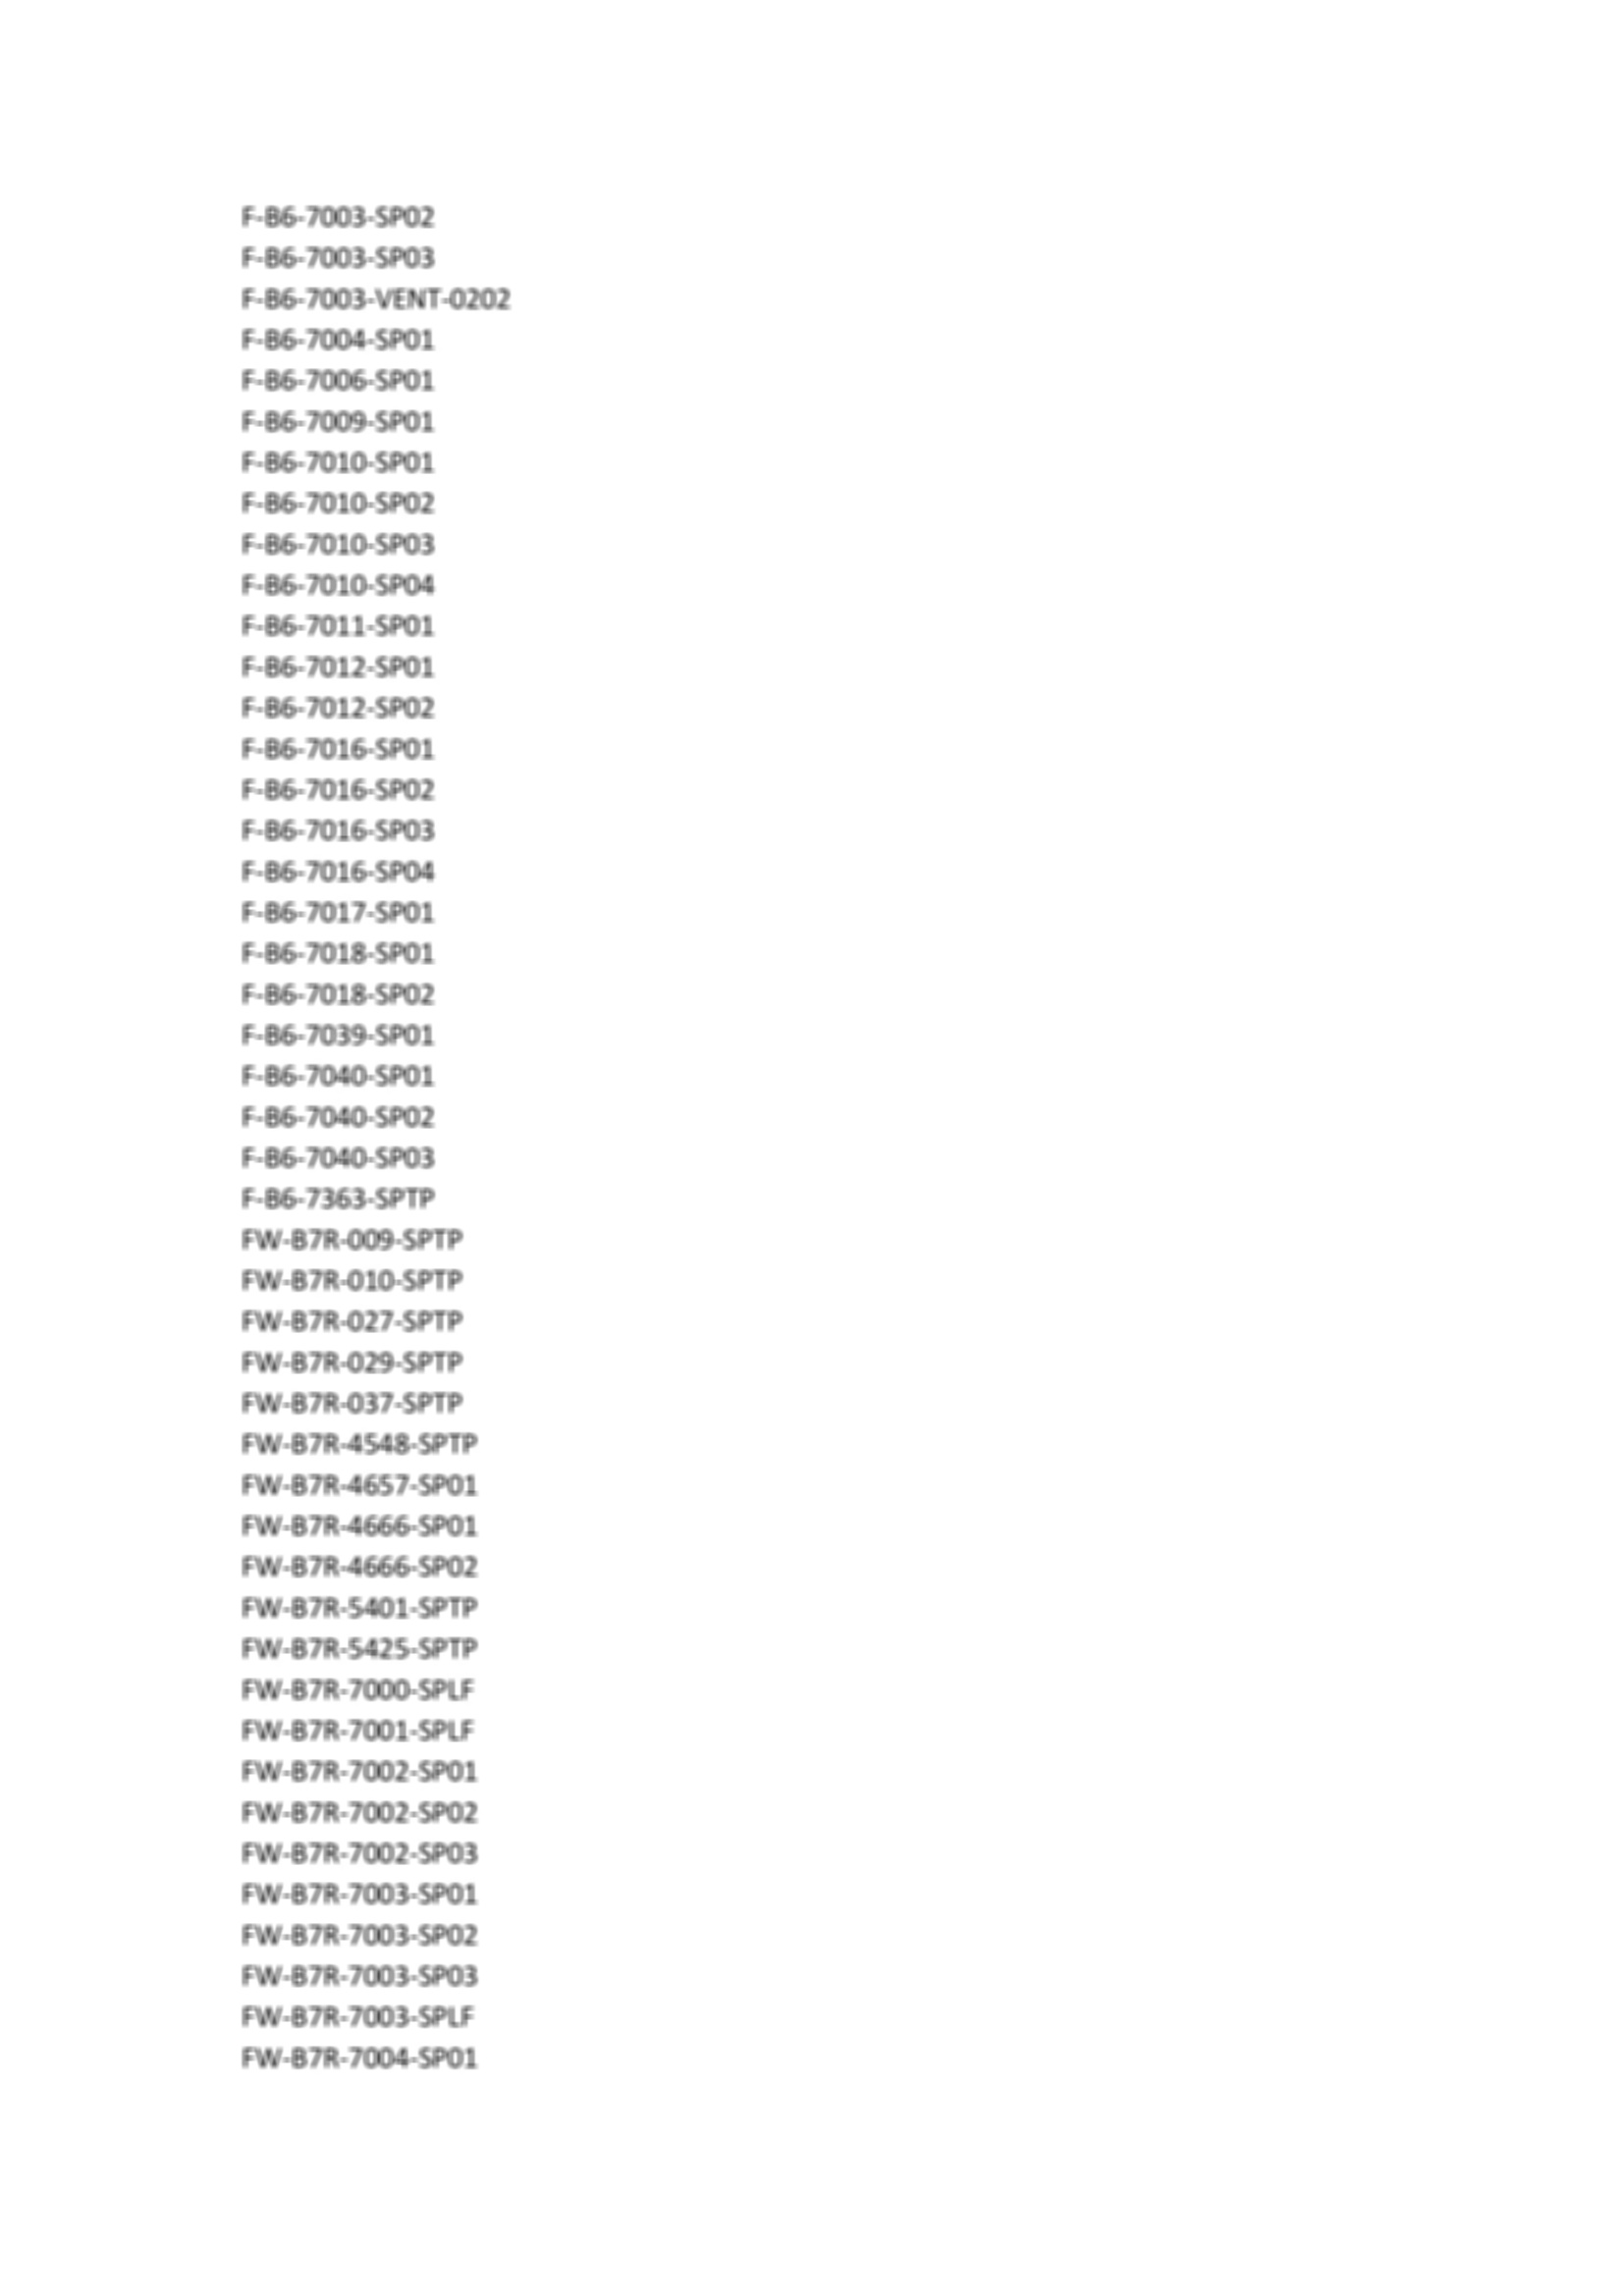 F-B6-7003-SP02
F-B6-7003-SP03
F-B6-7003-VENT-0202
F-B6-7004-SP01
F-B6-7006-SP01
F-B6-7009-SP01
F-B6-7010-SP01
F-B6-7010-SP02
F-B6-7010-SP03
F-B6-7010-SP04
F-B6-7011-SP01
F-B6-7012-SP01
F-B6-7012-SP02
F-B6-7016-SP01
F-B6-7016-SP02
F-B6-7016-SP03
F-B6-7016-SP04
F-B6-7017-SP01
F-B6-7018-SP01
F-B6-7018-SP02
F-B6-7039-SP01
F-B6-7040-SP01
F-B6-7040-SP02
F-B6-7040-SP03
F-B6-7363-SPTP
FW-B7R-009-SPTP
FW-B7R-010-SPTP
FW-B7R-027-SPTP
FW-B7R-029-SPTP
FW-B7R-037-SPTP
FW-B7R-4548-SPTP
FW-B7R-4657-SP01
FW-B7R-4666-SP01
FW-B7R-4666-SP02
FW-B7R-5401-SPTP
FW-B7R-5425-SPTP
FW-B7R-7000-SPLF
FW-B7R-7001-SPLF
FW-B7R-7002-SP01
FW-B7R-7002-SP02
FW-B7R-7002-SP03
FW-B7R-7003-SP01
FW-B7R-7003-SP02
FW-B7R-7003-SP03
FW-B7R-7003-SPLF
FW-B7R-7004-SP01